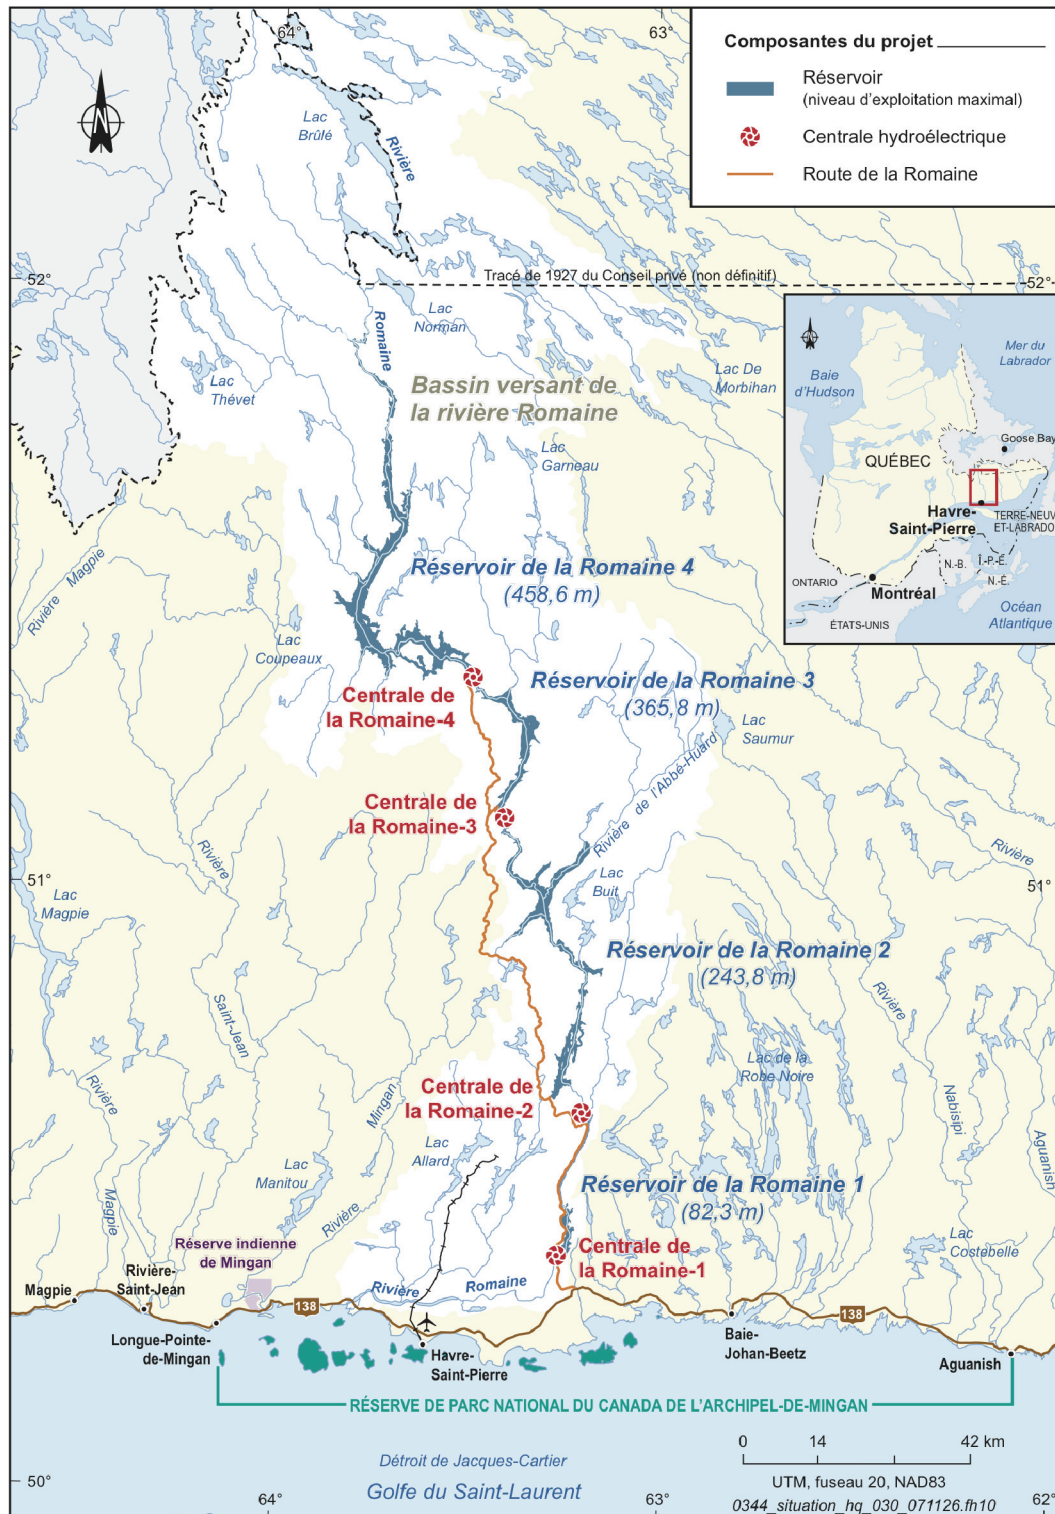 64°
63°
Composantes du projet
Réservoir
(niveau d'exploitation maximal)
Centrale hydroélectrique
Route de la Romaine
Lac
Brûlé
Rivière
52°
Tracé de 1927 du Conseil privé (non définitif)
52°
Lac
Norman
Romaine
Lac
Thévet
Bassin versant de
la rivière Romaine
Lac De
Morbihan
Lac
Garneau
Mer du
Labrador
Baie
d'Hudson
Goose Bay
QUÉBEC
Havre-
Saint-Pierre
TERRE-NEUV
ET-LABRADO
N.-B.
Î.-P.-É.
N.-É.
ONTARIO
Montréal
ÉTATS-UNIS
Océan
Atlantique
Rivière Magpie
Réservoir de la Romaine 4
(458,6 m)
Lac
Coupeaux
Centrale de
la Romaine-4
Réservoir de la Romaine 3
(365,8 m)
Lac
Saumur
Rivière de l'Abbé-Huard
Centrale de
la Romaine-3
Rivière
Rivière
51°
51°
Lac
Magpie
Lac
Buit
Réservoir de la Romaine 2
(243,8 m)
Rivière
Saint-Jean
Lac de la
Robe Noire
Rivière
Mingan
Centrale de
la Romaine-2
Nabisipi
Aguanish
Lac
Allard
Lac
Manitou
Réservoir de la Romaine 1
(82,3 m)
Magpie
Rivière
Réserve indienne
de Mingan
Centrale de
la Romaine-1
Lac
Costebelle
Rivière Romaine
Magpie
Rivière-
Saint-Jean
138
138
Longue-Pointe-
de-Mingan
Havre-
Saint-Pierre
Baie-
Johan-Beetz
Aguanish
RÉSERVE DE PARC NATIONAL DU CANADA DE L'ARCHIPEL-DE-MINGAN
0 14 42 km
Détroit de Jacques-Cartier
Golfe du Saint-Laurent
UTM, fuseau 20, NAD83
0344_situation_hq_030_071126.fh10
50°
64°
63°
62°